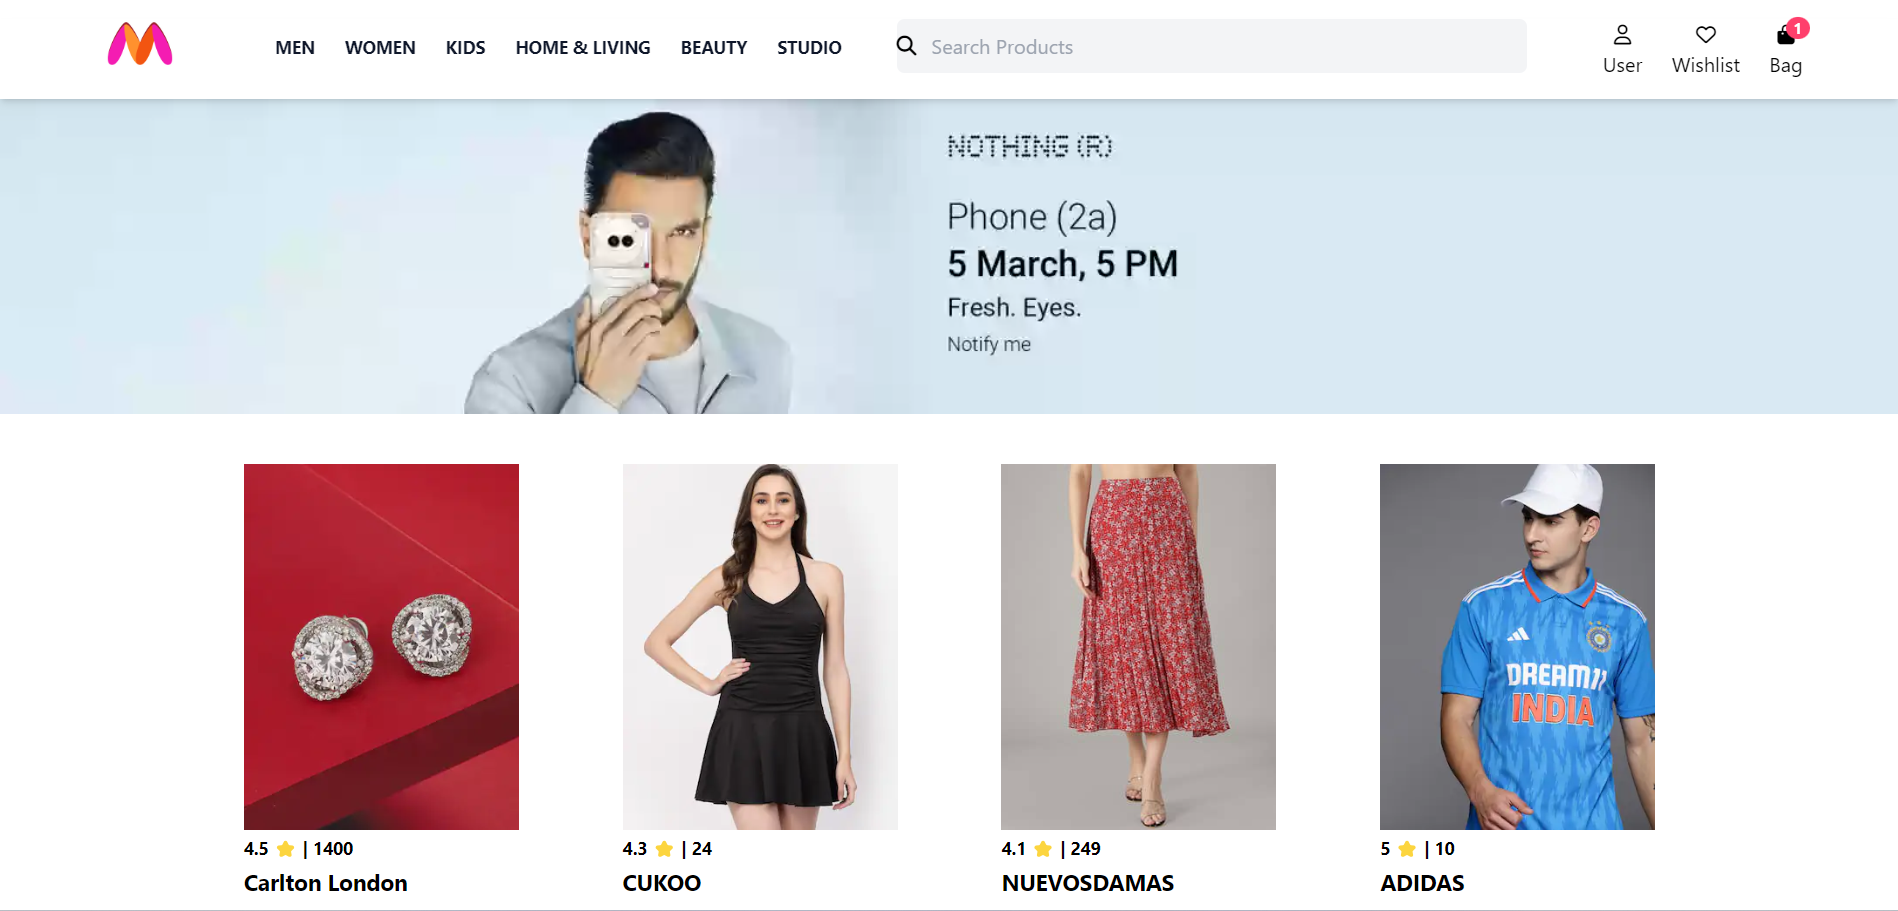 MEN WOMEN KIDS HOME & LIVING BEAUTY STUDIO
Search Products
1
User Wishlist Bag
NOTHING (R)
Phone (2a)
5 March, 5 PM
Fresh. Eyes.
Notify me
DREAM11
INDIA
4.5 | 1400
Carlton London
4.3 | 24
CUKOO
4.1 | 249
NUEVOSDAMAS
5 | 10
ADIDAS